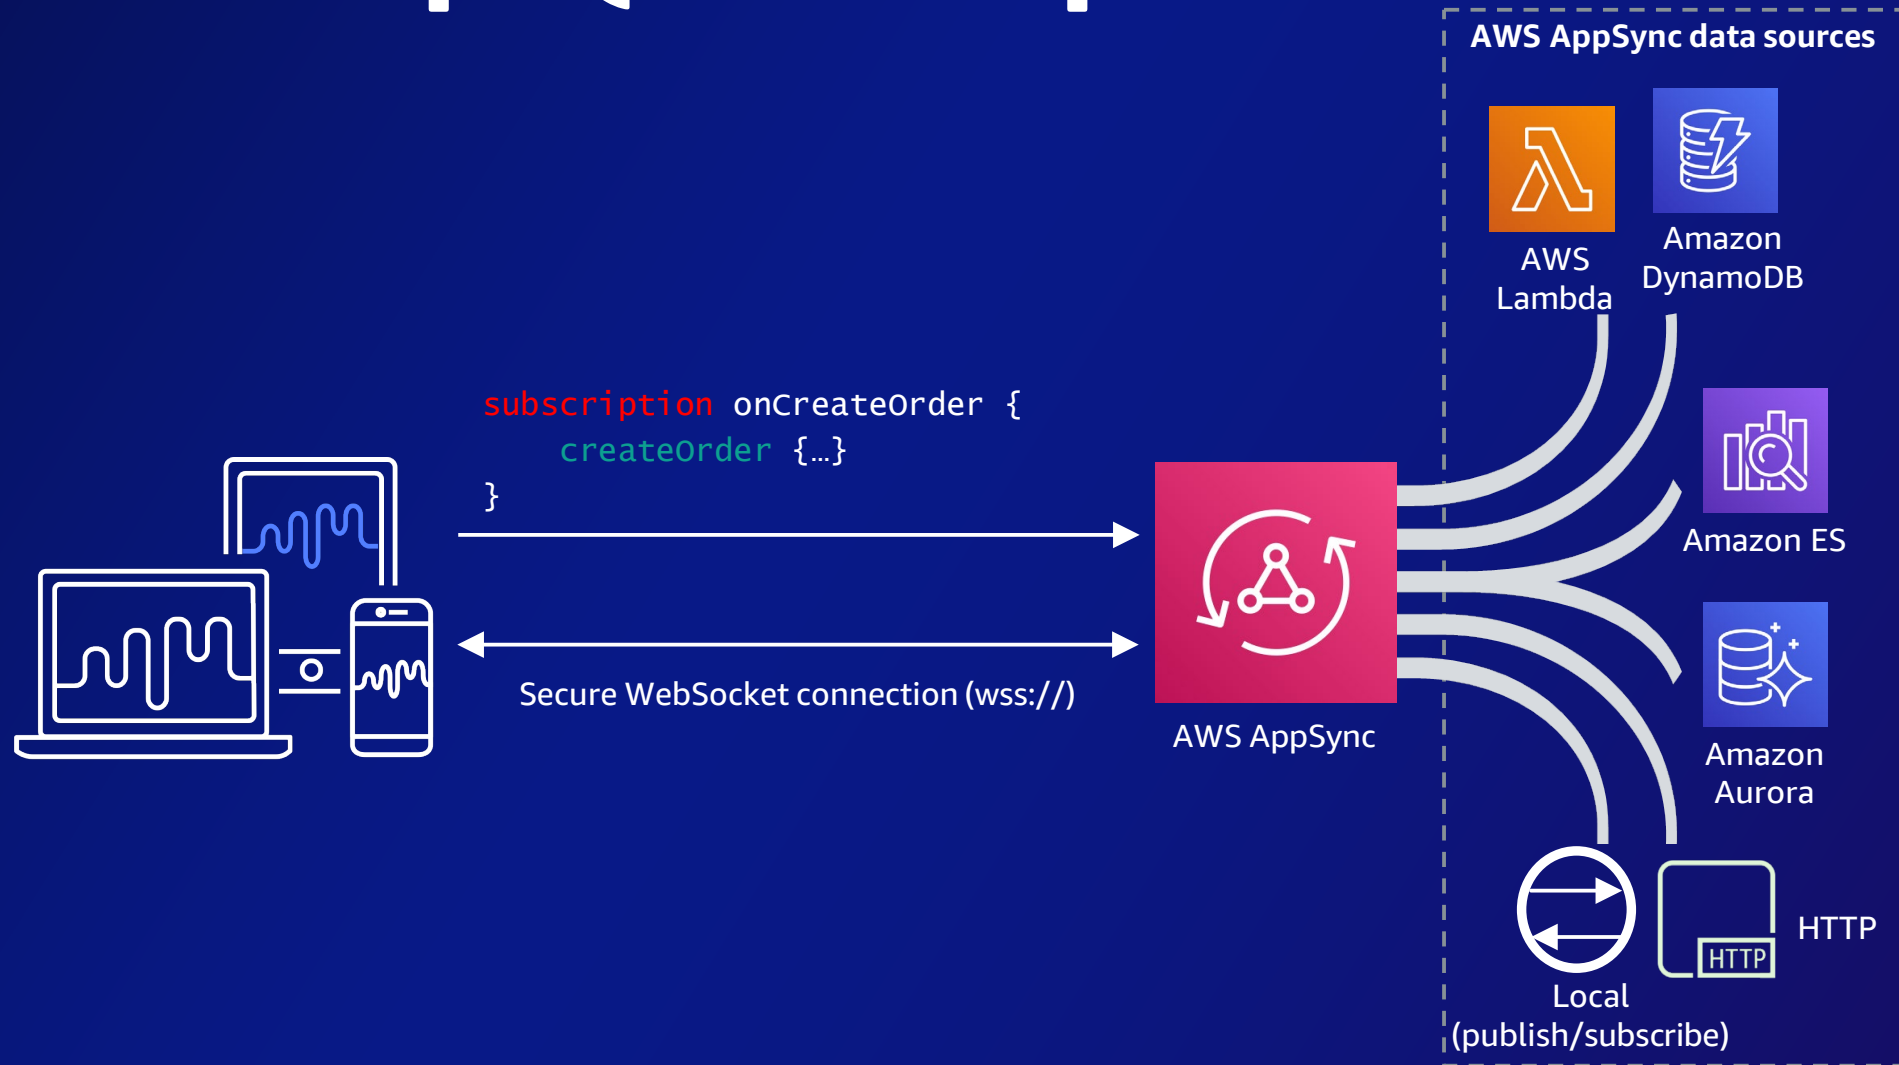 AWS AppSync data sources
AWS
Lambda
Amazon
DynamoDB
subscription onCreateOrder {
createOrder {…}
}
Amazon ES
Secure WebSocket connection (wss://)
AWS AppSync
Amazon
Aurora
HTTP
HTTP
Local
(publish/subscribe)